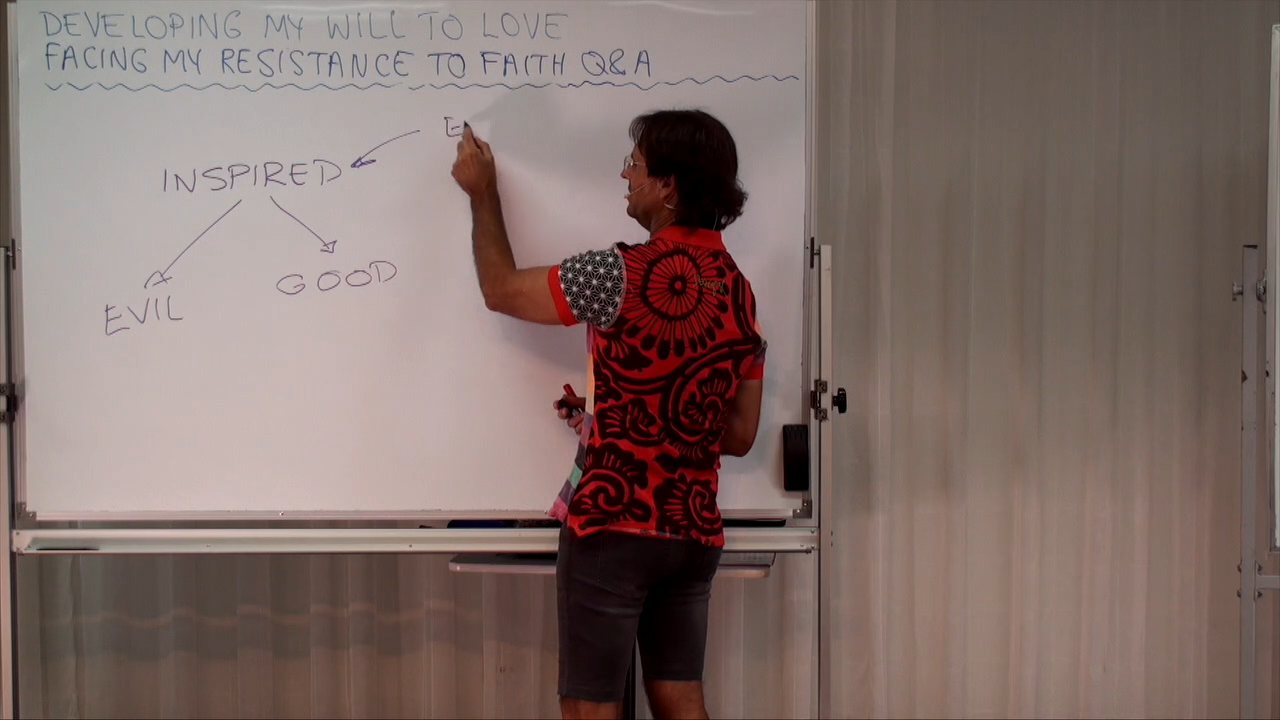 DEVELOPING MY WILL TO LOVE
FACING MY RESISTANCE TO FAITH Q&A
E
INSPIRED
GOOD
EVIL